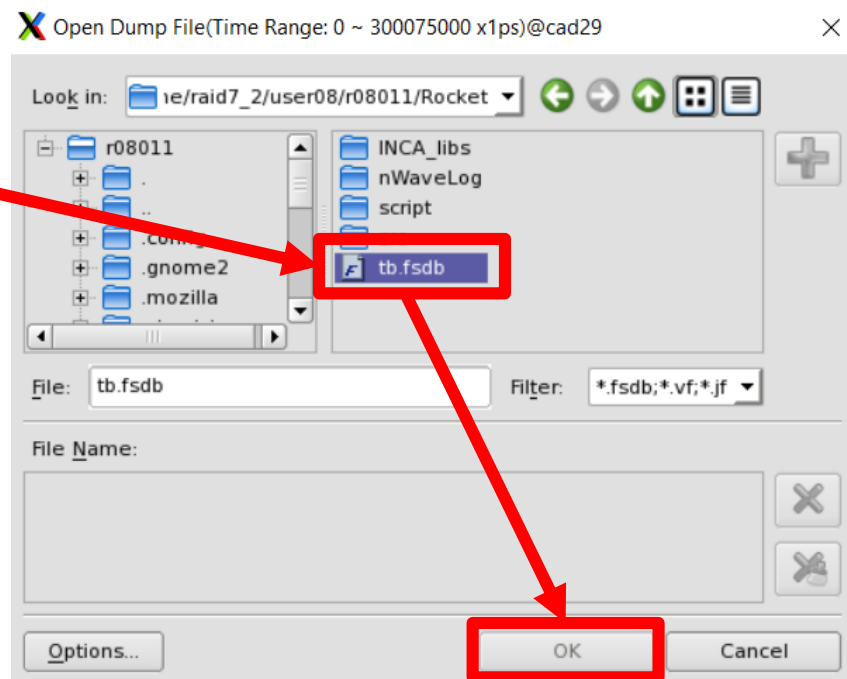 Open Dump File(Time Range: 0 ~ 300075000 x1ps)@cad29
Look in: ne/raid7_2/user08/r08011/Rocket
r08011
.
..
.config
.gnome2
.mozilla
INCA_libs
nWaveLog
script
tb.fsdb
File: tb.fsdb
Filter: *.fsdb;*.vf;*.jf
File Name:
Options...
OK
Cancel